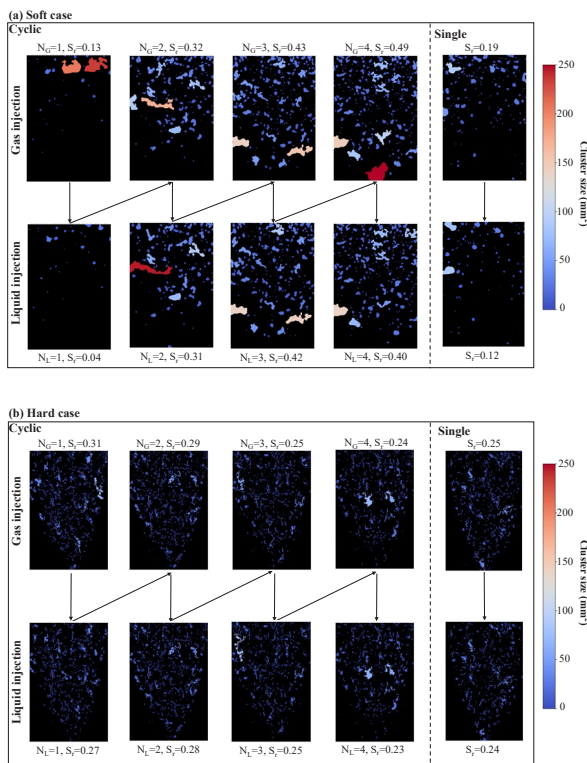 (a) Soft case
Cyclic
Single
N_G=1, S_r=0.13
N_G=2, S_r=0.32
N_G=3, S_r=0.43
N_G=4, S_r=0.49
S_r=0.19
Gas injection
Liquid injection
N_L=1, S_r=0.04
N_L=2, S_r=0.31
N_L=3, S_r=0.42
N_L=4, S_r=0.40
S_r=0.12
250
200
150
100
50
0
Cluster size (mm²)
(b) Hard case
Cyclic
Single
N_G=1, S_r=0.31
N_G=2, S_r=0.29
N_G=3, S_r=0.25
N_G=4, S_r=0.24
S_r=0.25
Gas injection
Liquid injection
N_L=1, S_r=0.27
N_L=2, S_r=0.28
N_L=3, S_r=0.25
N_L=4, S_r=0.23
S_r=0.24
250
200
150
100
50
0
Cluster size (mm²)